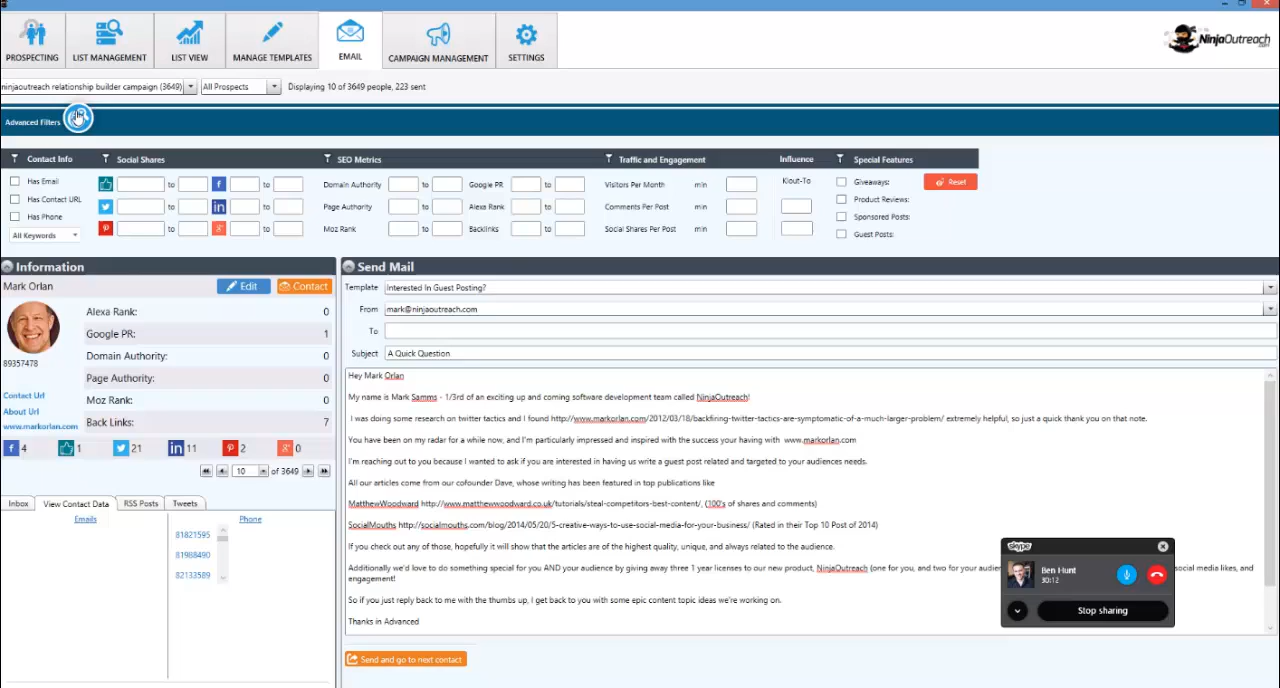 PROSPECTING
LIST MANAGEMENT
LIST VIEW
MANAGE TEMPLATES
EMAIL
CAMPAIGN MANAGEMENT
SETTINGS
NinjaOutreach
ninjaoutreach relationship builder campaign (3649) All Prospects Displaying 10 of 3649 people, 223 sent
Advanced Filters
Contact Info Social Shares SEO Metrics Traffic and Engagement Influence Special Features
Has Email to to Domain Authority to Google PR to Visitors Per Month min Klout-To Giveaways: Reset
Has Contact URL to to Page Authority to Alexa Rank to Comments Per Post min Product Reviews:
Has Phone to to Moz Rank to Backlinks to Social Shares Per Post min Sponsored Posts:
All Keywords Guest Posts:
Information
Mark Orlan Edit Contact
Alexa Rank: 0
Google PR: 1
Domain Authority: 0
Page Authority: 0
Moz Rank: 0
Back Links: 7
89357478
Contact Url
About Url
www.markorlan.com
4 1 21 11 2 0
10 of 3649
Inbox View Contact Data RSS Posts Tweets
Emails Phone
81821595
81988490
82133589
Send Mail
Template Interested In Guest Posting?
From mark@ninjaoutreach.com
To
Subject A Quick Question
Hey Mark Orlan
My name is Mark Samms - 1/3rd of an exciting up and coming software development team called NinjaOutreach!
I was doing some research on twitter tactics and I found http://www.markorlan.com/2012/03/18/backfiring-twitter-tactics-are-symptomatic-of-a-much-larger-problem/ extremely helpful, so just a quick thank you on that note.
You have been on my radar for a while now, and I'm particularly impressed and inspired with the success your having with www.markorlan.com
I'm reaching out to you because I wanted to ask if you are interested in having us write a guest post related and targeted to your audiences needs.
All our articles come from our cofounder Dave, whose writing has been featured in top publications like
MatthewWoodward http://www.matthewwoodward.co.uk/tutorials/steal-competitors-best-content/, (100's of shares and comments)
SocialMouths http://socialmouths.com/blog/2014/05/20/5-creative-ways-to-use-social-media-for-your-business/ (Rated in their Top 10 Post of 2014)
If you check out any of those, hopefully it will show that the articles are of the highest quality, unique, and always related to the audience.
Additionally we'd love to do something special for you AND your audience by giving away three 1 year licenses to our new product, NinjaOutreach (one for you, and two for your audien social media likes, and
engagement!
So if you just reply back to me with the thumbs up, I get back to you with some epic content topic ideas we're working on.
Thanks in Advanced
Send and go to next contact
skype
Ben Hunt
30:12
Stop sharing